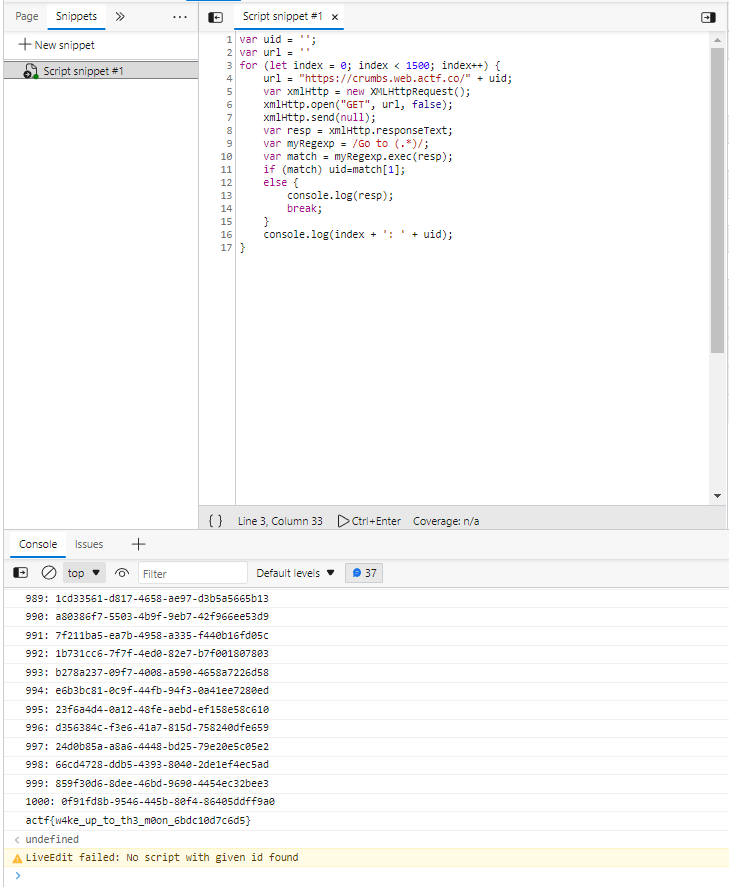 Page Snippets
Script snippet #1
New snippet
Script snippet #1
1 var uid = '';
2 var url = ''
3 for (let index = 0; index < 1500; index++) {
4 url = "https://crumbs.web.actf.co/" + uid;
5 var xmlHttp = new XMLHttpRequest();
6 xmlHttp.open("GET", url, false);
7 xmlHttp.send(null);
8 var resp = xmlHttp.responseText;
9 var myRegexp = /Go to (.*)/;
10 var match = myRegexp.exec(resp);
11 if (match) uid=match[1];
12 else {
13 console.log(resp);
14 break;
15 }
16 console.log(index + ': ' + uid);
17 }
{ } Line 3, Column 33 Ctrl+Enter Coverage: n/a
Console Issues
top Filter Default levels 37
989: 1cd33561-d817-4658-ae97-d3b5a5665b13
990: a80386f7-5503-4b9f-9eb7-42f966ee53d9
991: 7f211ba5-ea7b-4958-a335-f440b16fd05c
992: 1b731cc6-7f7f-4ed0-82e7-b7f001807803
993: b278a237-09f7-4008-a590-4658a7226d58
994: e6b3bc81-0c9f-44fb-94f3-0a41ee7280ed
995: 23f6a4d4-0a12-48fe-aebd-ef158e58c610
996: d356384c-f3e6-41a7-815d-758240dfe659
997: 24d0b85a-a8a6-4448-bd25-79e20e5c05e2
998: 66cd4728-ddb5-4393-8040-2de1ef4ec5ad
999: 859f30d6-8dee-46bd-9690-4454ec32bee3
1000: 0f91fd8b-9546-445b-80f4-86405ddff9a0
actf{w4ke_up_to_th3_m0on_6bdc10d7c6d5}
undefined
LiveEdit failed: No script with given id found